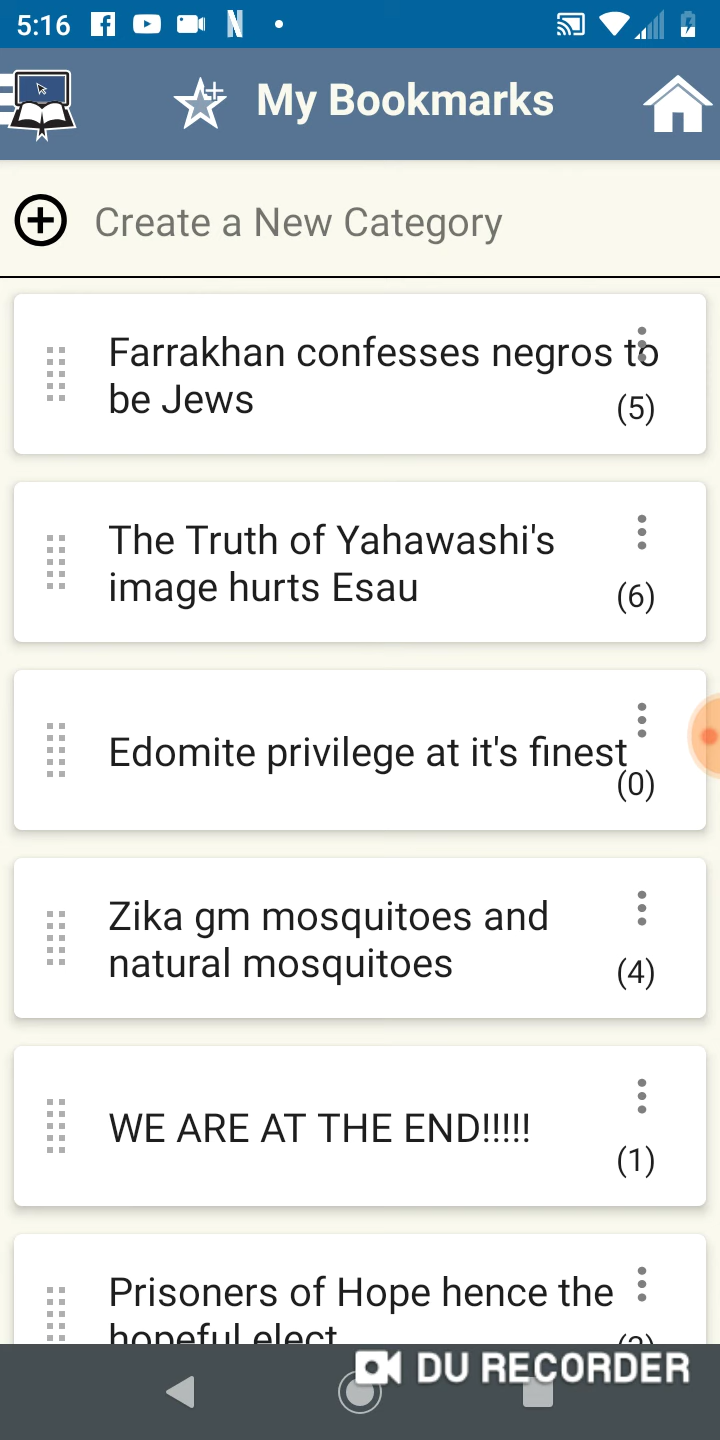 5:16
My Bookmarks
Create a New Category
Farrakhan confesses negros to
be Jews
(5)
The Truth of Yahawashi's
image hurts Esau
(6)
Edomite privilege at it's finest
(0)
Zika gm mosquitoes and
natural mosquitoes
(4)
WE ARE AT THE END!!!!!
(1)
Prisoners of Hope hence the
hopeful elect
DU RECORDER